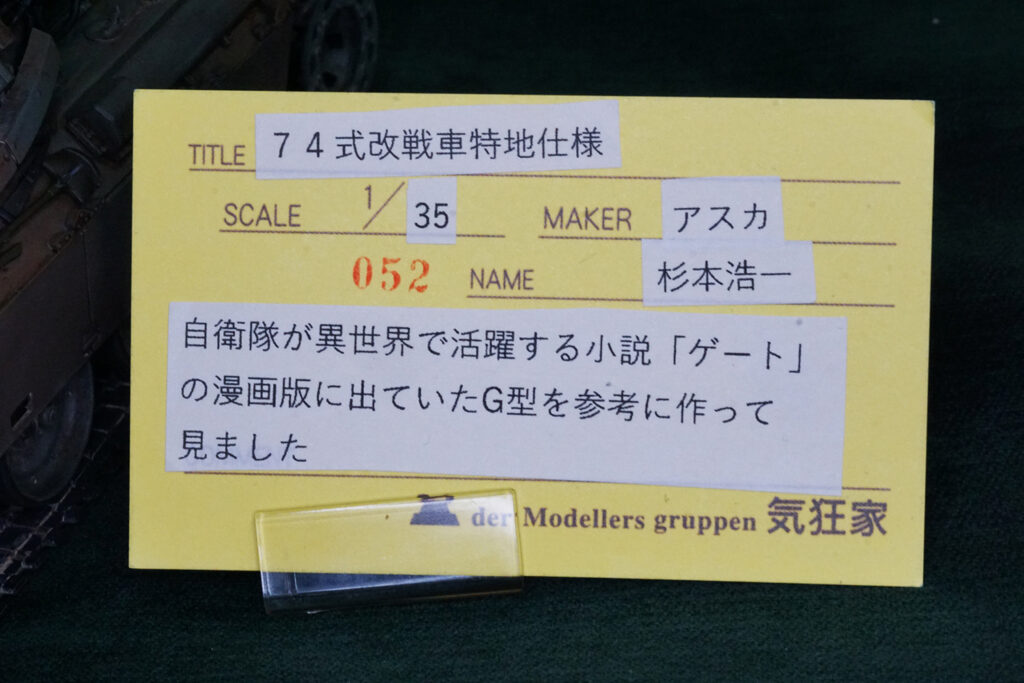 TITLE 74式改戦車特地仕様
SCALE 1/35 MAKER アスカ
052 NAME 杉本浩一
自衛隊が異世界で活躍する小説「ゲート」
の漫画版に出ていたG型を参考に作って
見ました
der Modellers gruppen 気狂家